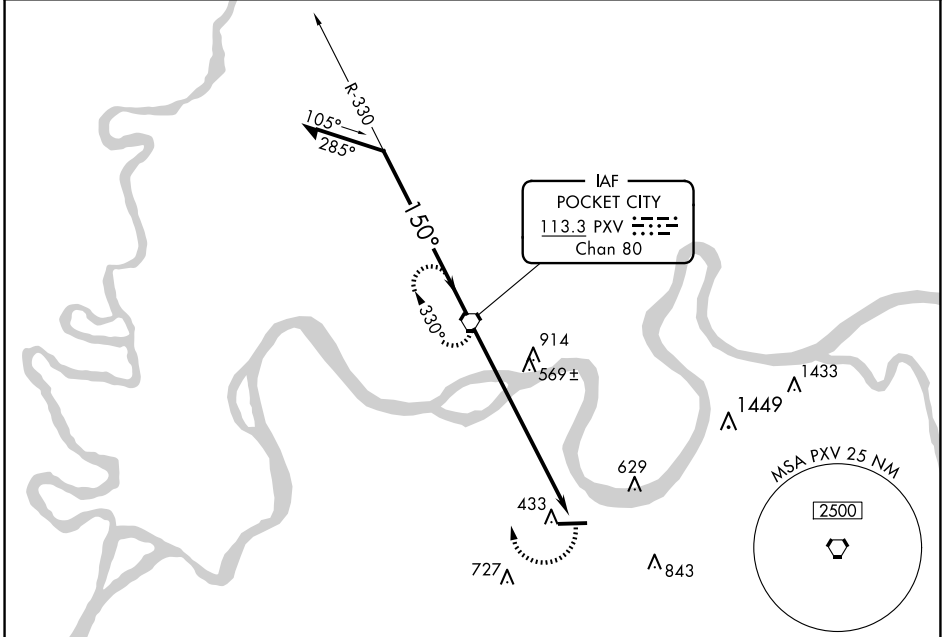 R-330
105°
285°
IAF
POCKET CITY
113.3 PXV
Chan 80
150°
330°
914
569±
1433
1449
629
MSA PXV 25 NM
433
2500
727
843